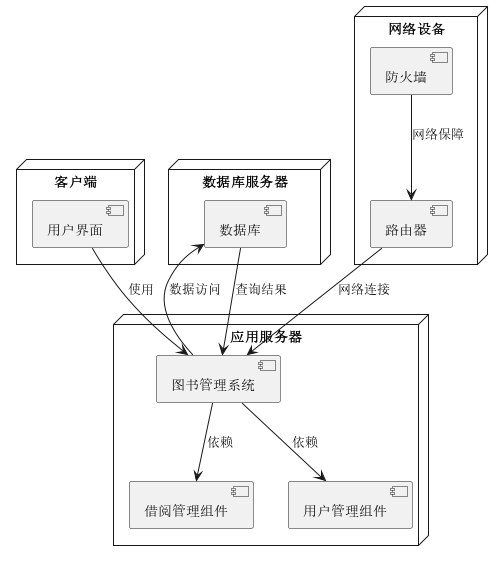 网络设备
防火墙
网络保障
客户端
数据库服务器
用户界面
数据库
路由器
使用
数据访问
查询结果
网络连接
应用服务器
图书管理系统
依赖
依赖
借阅管理组件
用户管理组件